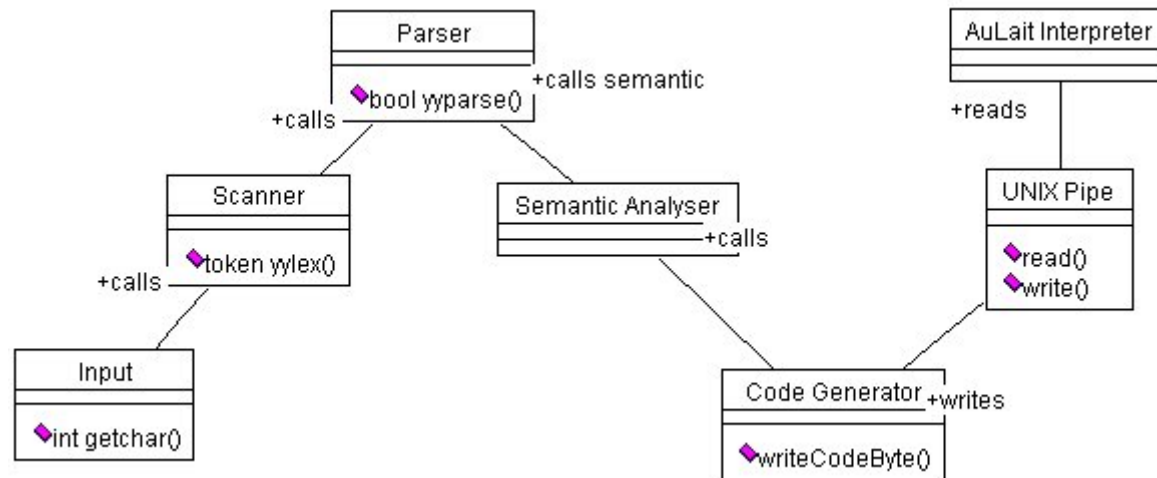 Parser
bool yyparse()
+calls semantic
+calls
AuLait Interpreter
+reads
Scanner
token yylex()
+calls
Semantic Analyser
+calls
UNIX Pipe
read()
write()
Input
int getchar()
Code Generator
+writes
writeCodeByte()